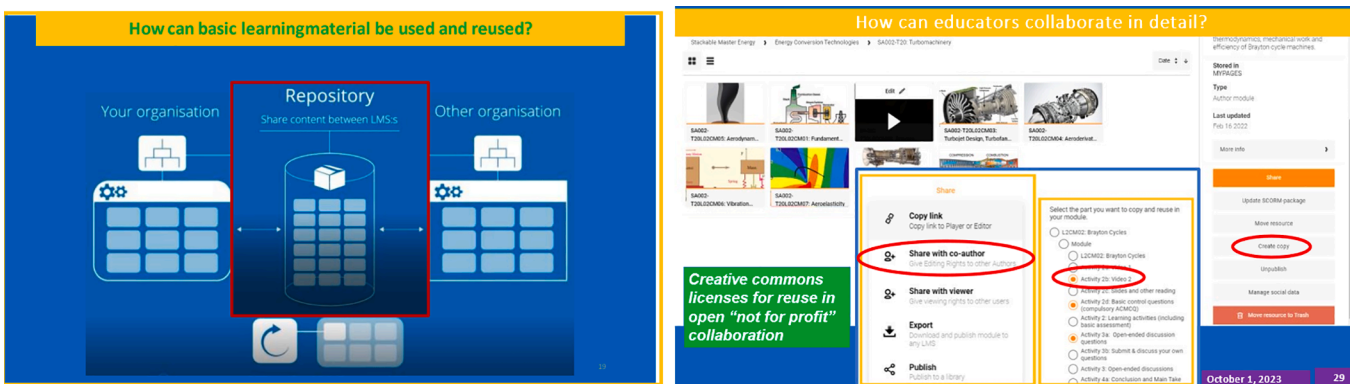 How can basic learningmaterial be used and reused?
Your organisation
Repository
Share content between LMS:s
Other organisation
19
How can educators collaborate in detail?
Stackable Master Energy > Energy Conversion Technologies > SA002-T20: Turbomachinery
Date
Edit
SA002-
T20L02CM05: Aerodynam...
SA002-
T20L02CM01: Fundament...
SA002-T20L02CM03:
Turbojet Design, Turbofan...
SA002-
T20L02CM04: Aeroderivat...
SA002-
T20L02CM06: Vibration...
SA002-
T20L02CM07: Aeroelasticity
COMPRESSION
COMBUSTION
thermodynamics, mechanical work and
efficiency of Brayton cycle machines.
Stored in
MYPAGES
Type
Author module
Last updated
Feb 16 2022
More info
Share
Update SCORM package
Move resource
Create copy
Unpublish
Manage social data
Move resource to Trash
Share
Copy link
Copy link to Player or Editor
Share with co-author
Give Editing Rights to other Authors
Share with viewer
Give viewing rights to other users
Export
Download and publish module to
any LMS
Publish
Publish to a library
Select the part you want to copy and reuse in
your module.
L2CM02: Brayton Cycles
Module
L2CM02: Brayton Cycles
Activity 2b: Video 2
Activity 2c: Slides and other reading
Activity 2d: Basic control questions
(compulsory ACMCQ)
Activity 2: Learning activities (including
basic assessment)
Activity 3a: Open-ended discussion
questions
Activity 3b: Submit & discuss your own
questions
Activity 3: Open-ended discussions
Activity 4a: Conclusion and Main Take
Creative commons
licenses for reuse in
open “not for profit”
collaboration
October 1, 2023
29